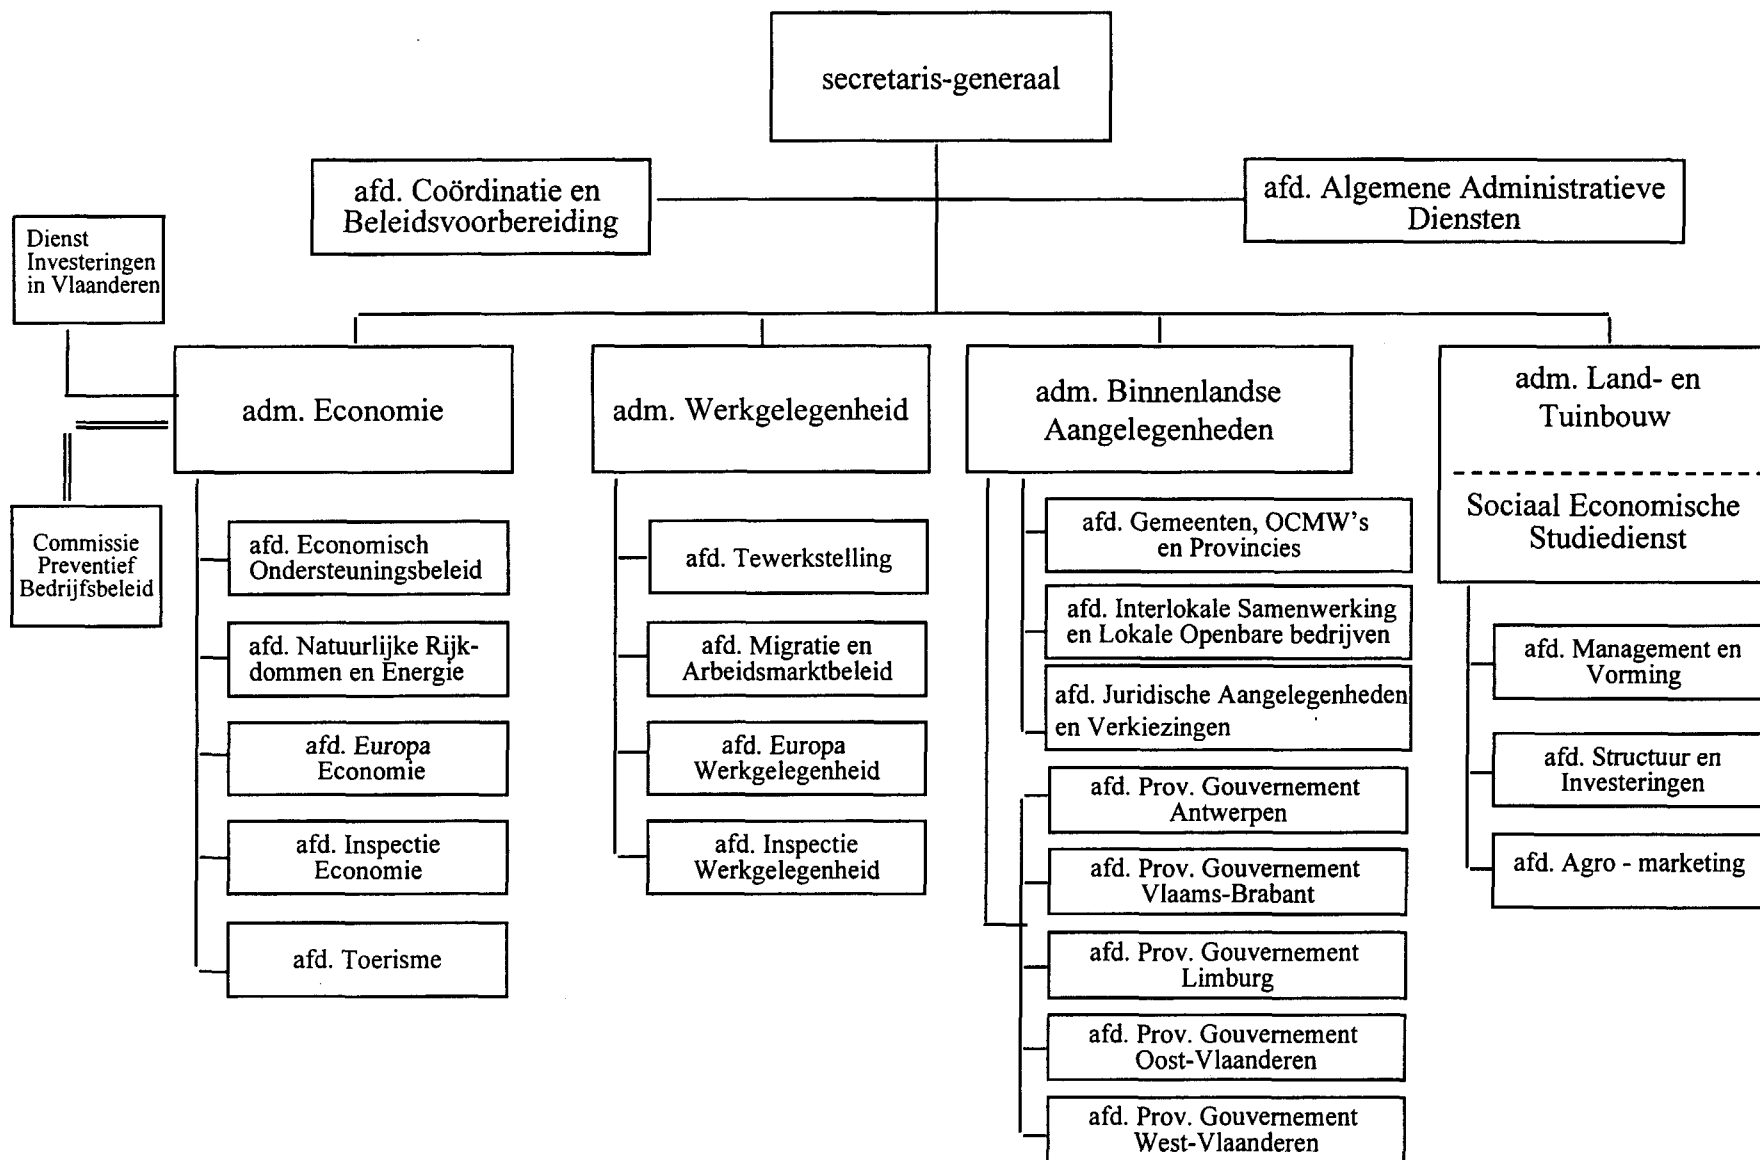 secretaris-generaal
afd. Coördinatie en
Beleidsvoorbereiding
afd. Algemene Administratieve
Diensten
Dienst
Investeringen
in Vlaanderen
adm. Economie
adm. Werkgelegenheid
adm. Binnenlandse
Aangelegenheden
adm. Land- en
Tuinbouw
Sociaal Economische
Studiedienst
Commissie
Preventief
Bedrijfsbeleid
afd. Economisch
Ondersteuningsbeleid
afd. Natuurlijke Rijk-
dommen en Energie
afd. Europa
Economie
afd. Inspectie
Economie
afd. Toerisme
afd. Tewerkstelling
afd. Migratie en
Arbeidsmarktbeleid
afd. Europa
Werkgelegenheid
afd. Inspectie
Werkgelegenheid
afd. Gemeenten, OCMW's
en Provincies
afd. Interlokale Samenwerking
en Lokale Openbare bedrijven
afd. Juridische Aangelegenheden
en Verkiezingen
afd. Prov. Gouvernement
Antwerpen
afd. Prov. Gouvernement
Vlaams-Brabant
afd. Prov. Gouvernement
Limburg
afd. Prov. Gouvernement
Oost-Vlaanderen
afd. Prov. Gouvernement
West-Vlaanderen
afd. Management en
Vorming
afd. Structuur en
Investeringen
afd. Agro - marketing